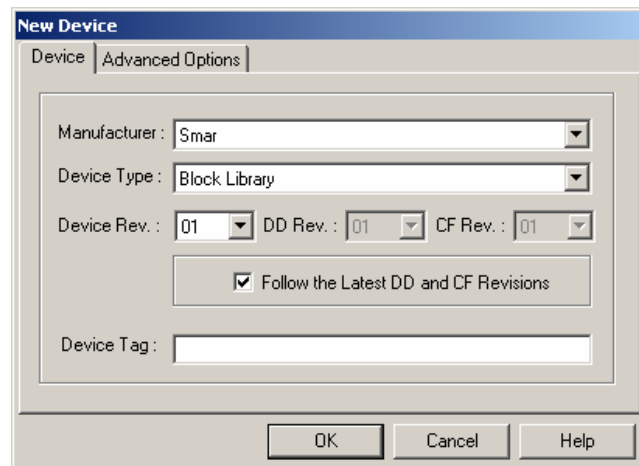 New Device
Device Advanced Options
Manufacturer : Smar
Device Type : Block Library
Device Rev. : 01 DD Rev. : 01 CF Rev. : 01
Follow the Latest DD and CF Revisions
Device Tag :
OK Cancel Help